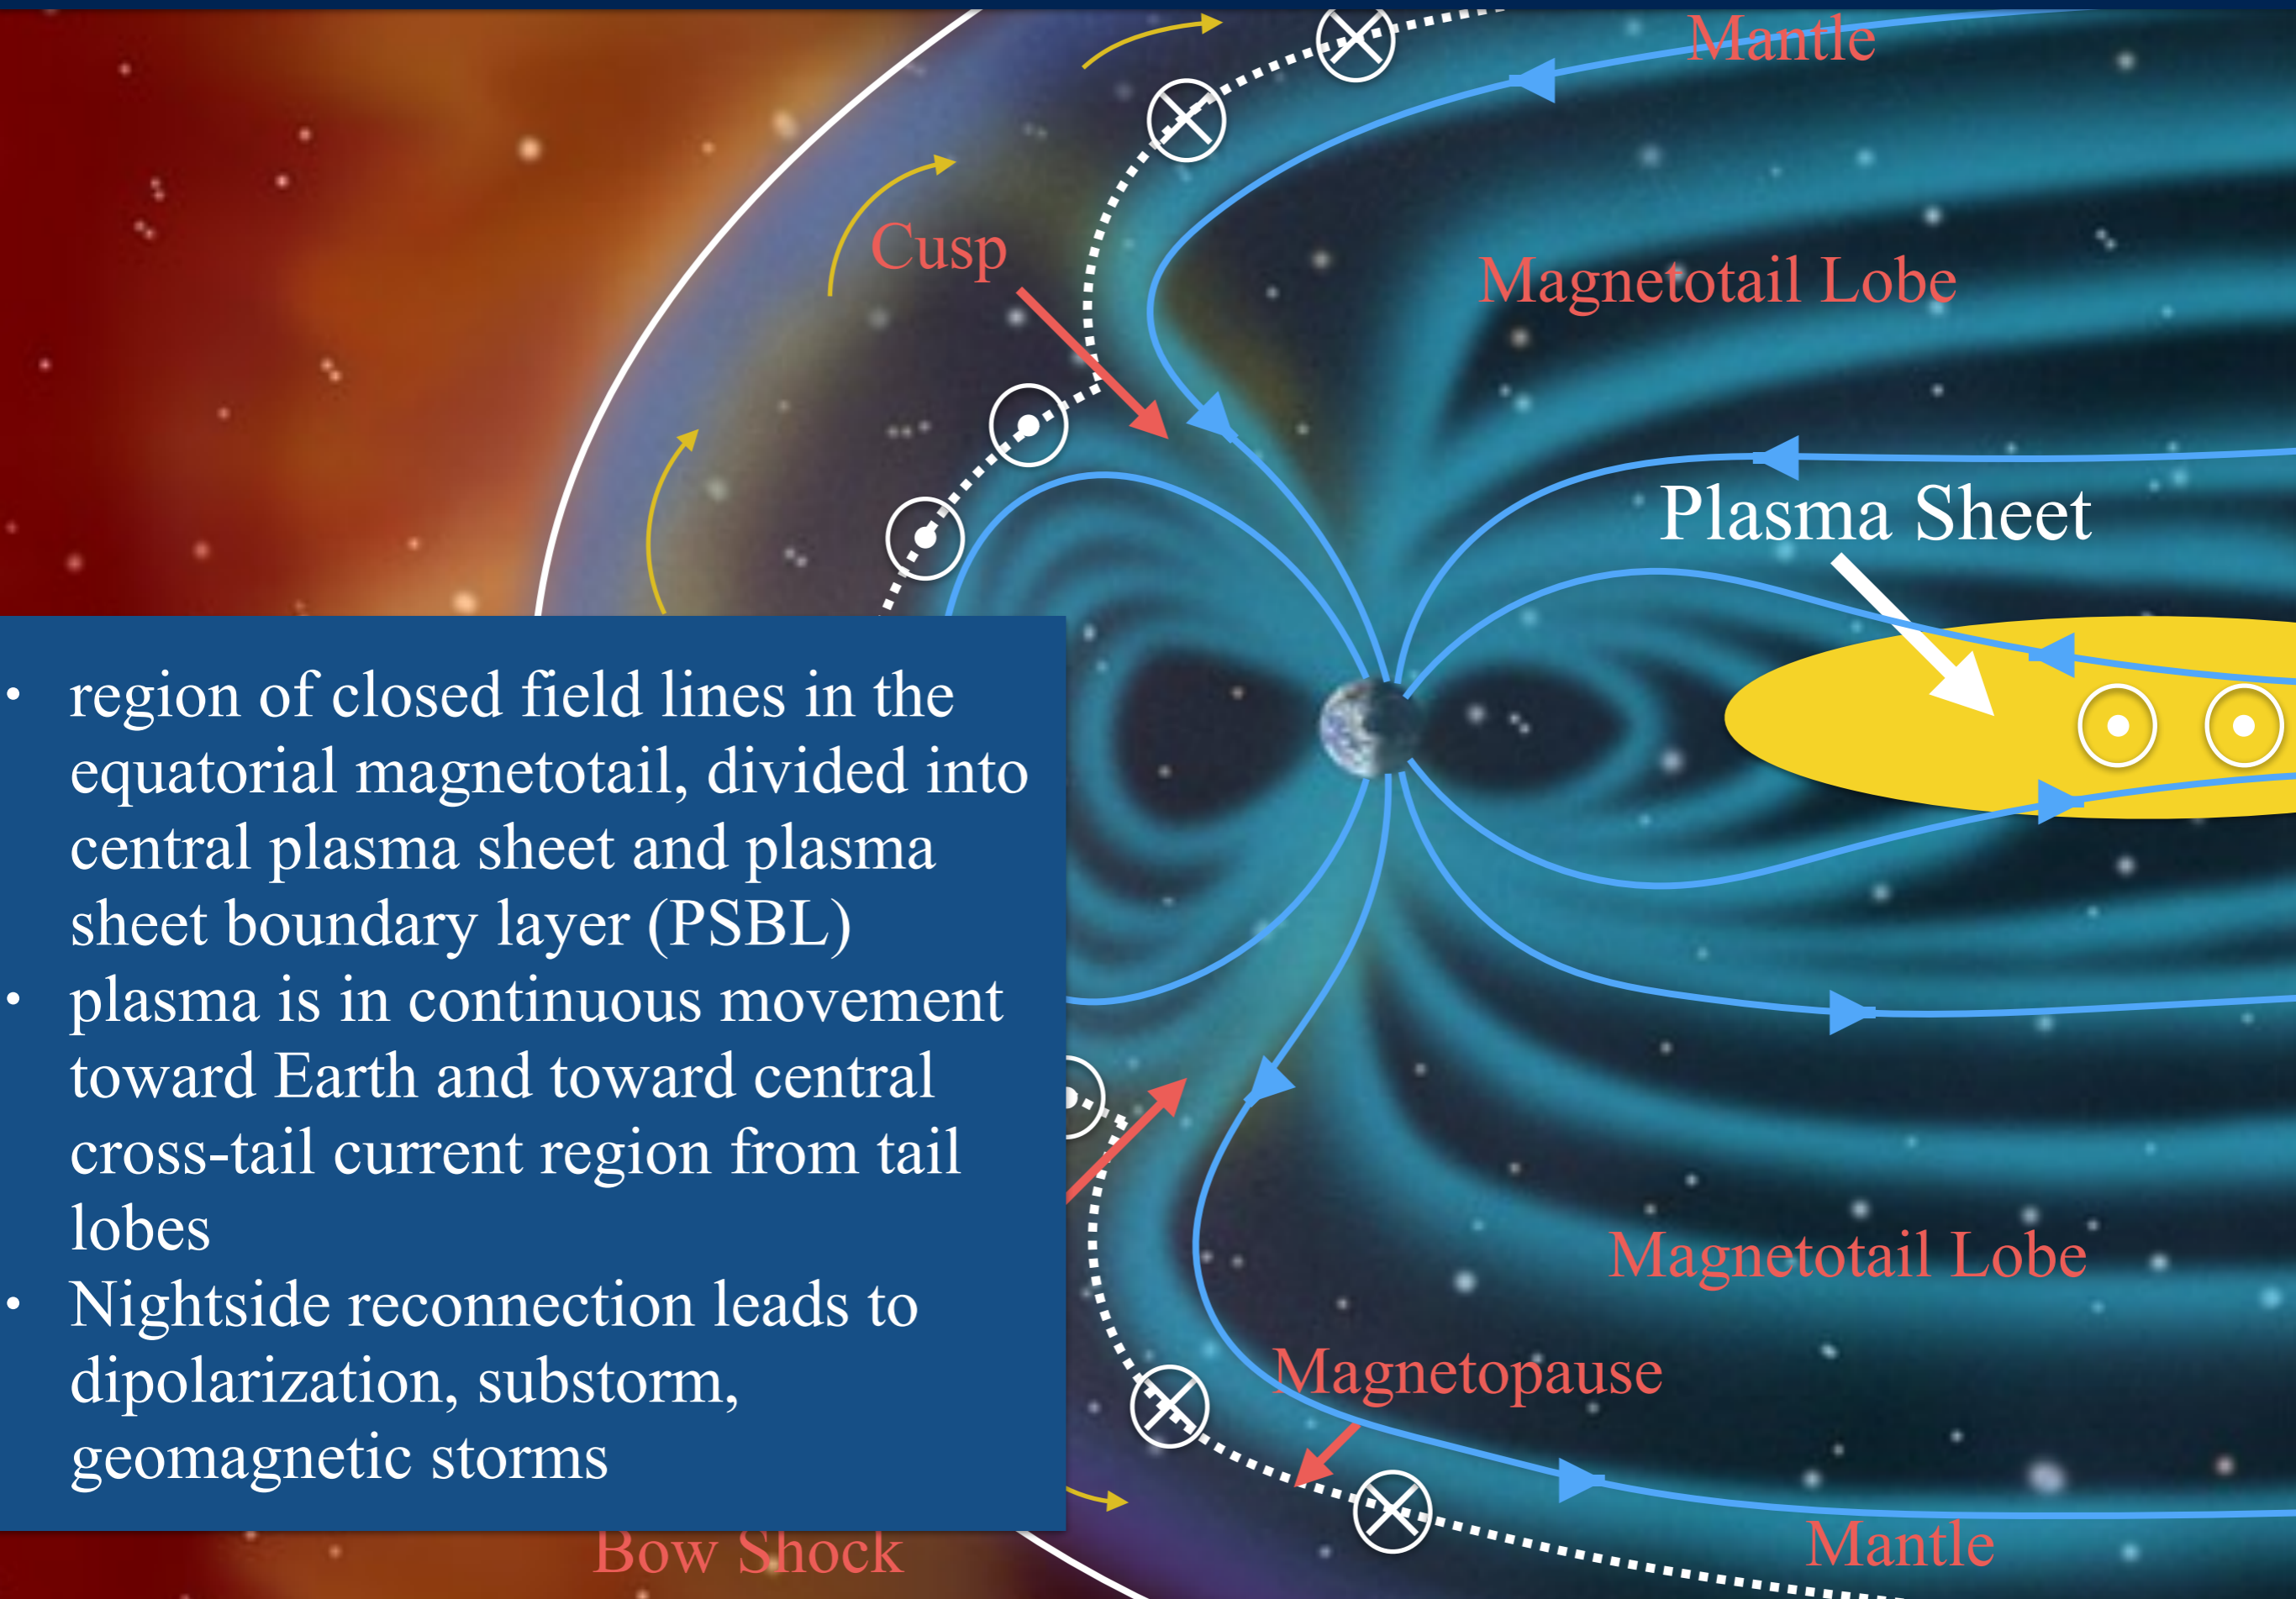 Mantle
Cusp
Magnetotail Lobe
Plasma Sheet
• region of closed field lines in the
equatorial magnetotail, divided into
central plasma sheet and plasma
sheet boundary layer (PSBL)
• plasma is in continuous movement
toward Earth and toward central
cross-tail current region from tail
lobes
• Nightside reconnection leads to
dipolarization, substorm,
geomagnetic storms
Magnetotail Lobe
Magnetopause
Bow Shock
Mantle